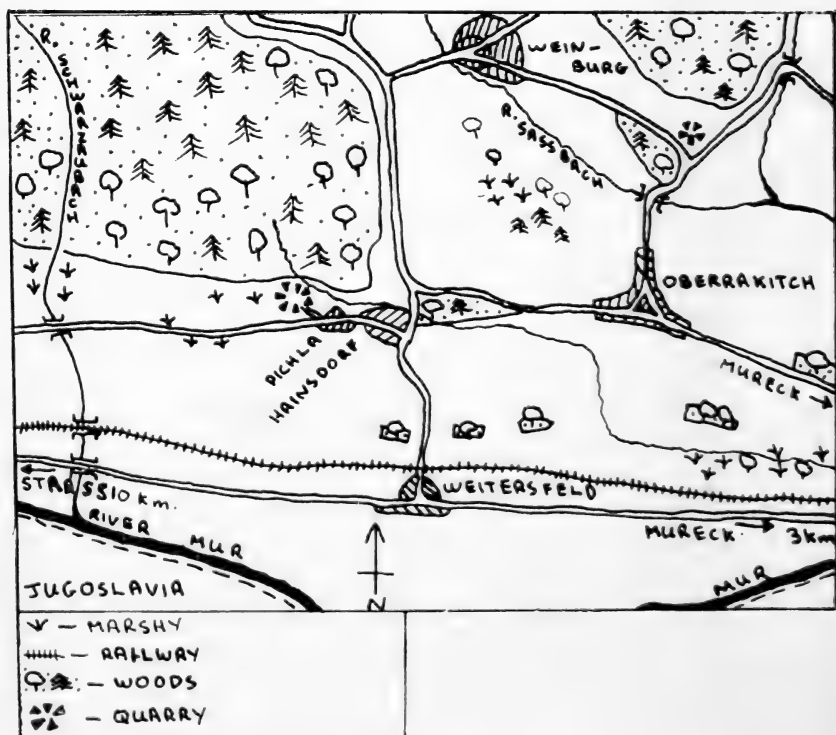 R. SCHWARZAUBACH
WEIN-
BURG
R. SASSBACH
OBERRAKITCH
PICHLA
HAINSDORF
MURECK
STRASS 10 km.
WEITERSFELD
RIVER MUR
MURECK 3km
MUR
JUGOSLAVIA
N
MARSHY
RAILWAY
WOODS
QUARRY